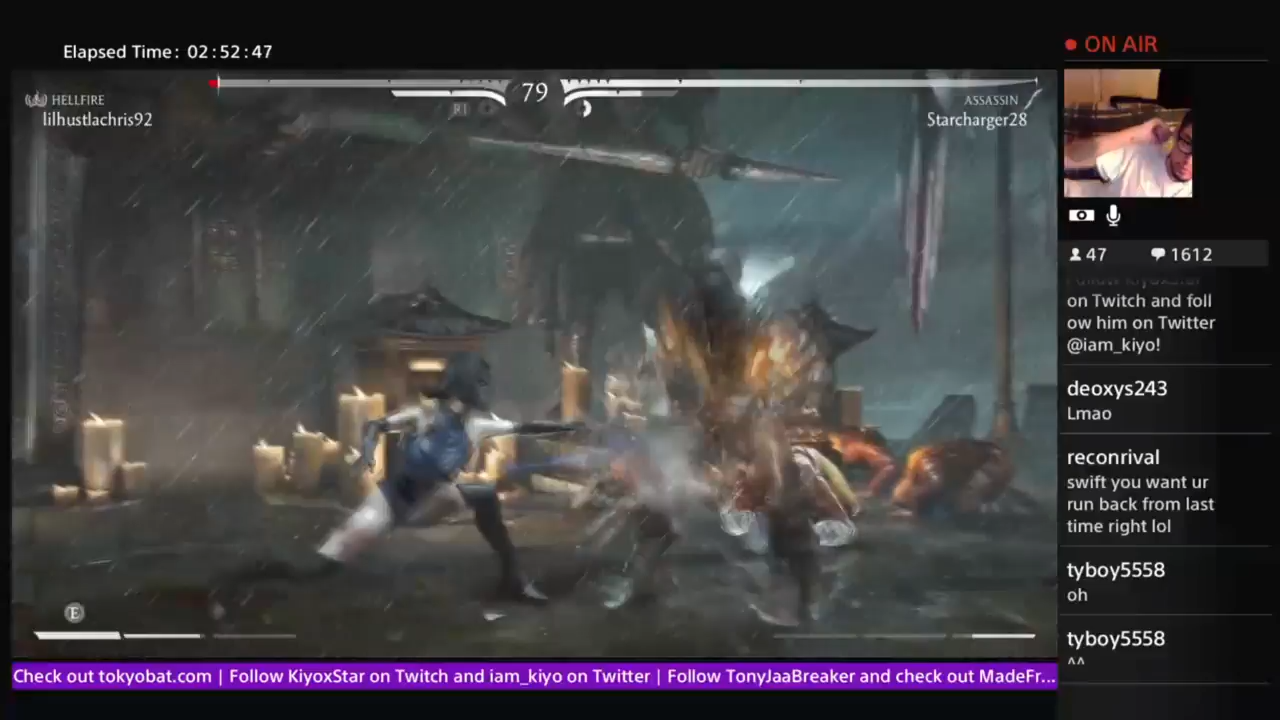 Elapsed Time: 02:52:47
ON AIR
79
HELLFIRE
lilhustlachris92
ASSASSIN
Starcharger28
R1
47 1612
on Twitch and foll
ow him on Twitter
@iam_kiyo!
deoxys243
Lmao
reconrival
swift you want ur
run back from last
time right lol
tyboy5558
oh
tyboy5558
^^
E
Check out tokyobat.com | Follow KiyoxStar on Twitch and iam_kiyo on Twitter | Follow TonyJaaBreaker and check out MadeFr...